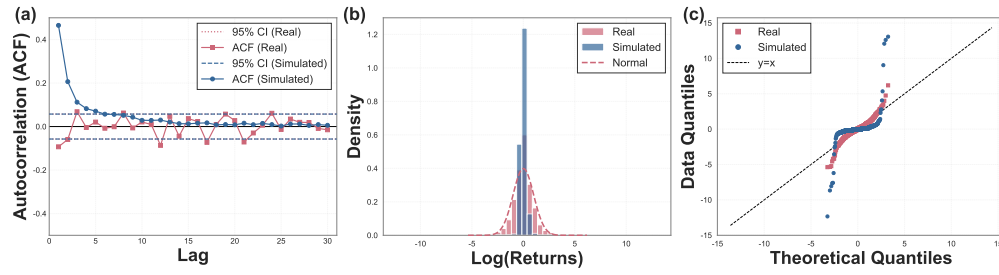 (a)
Autocorrelation (ACF)
0.4
0.2
0.0
-0.2
-0.4
95% CI (Real)
ACF (Real)
95% CI (Simulated)
ACF (Simulated)
0 5 10 15 20 25 30
Lag
(b)
Density
1.2
1.0
0.8
0.6
0.4
0.2
0.0
Real
Simulated
Normal
-10 -5 0 5 10
Log(Returns)
(c)
Data Quantiles
15
10
5
0
-5
-10
-15
Real
Simulated
y=x
-15 -10 -5 0 5 10 15
Theoretical Quantiles